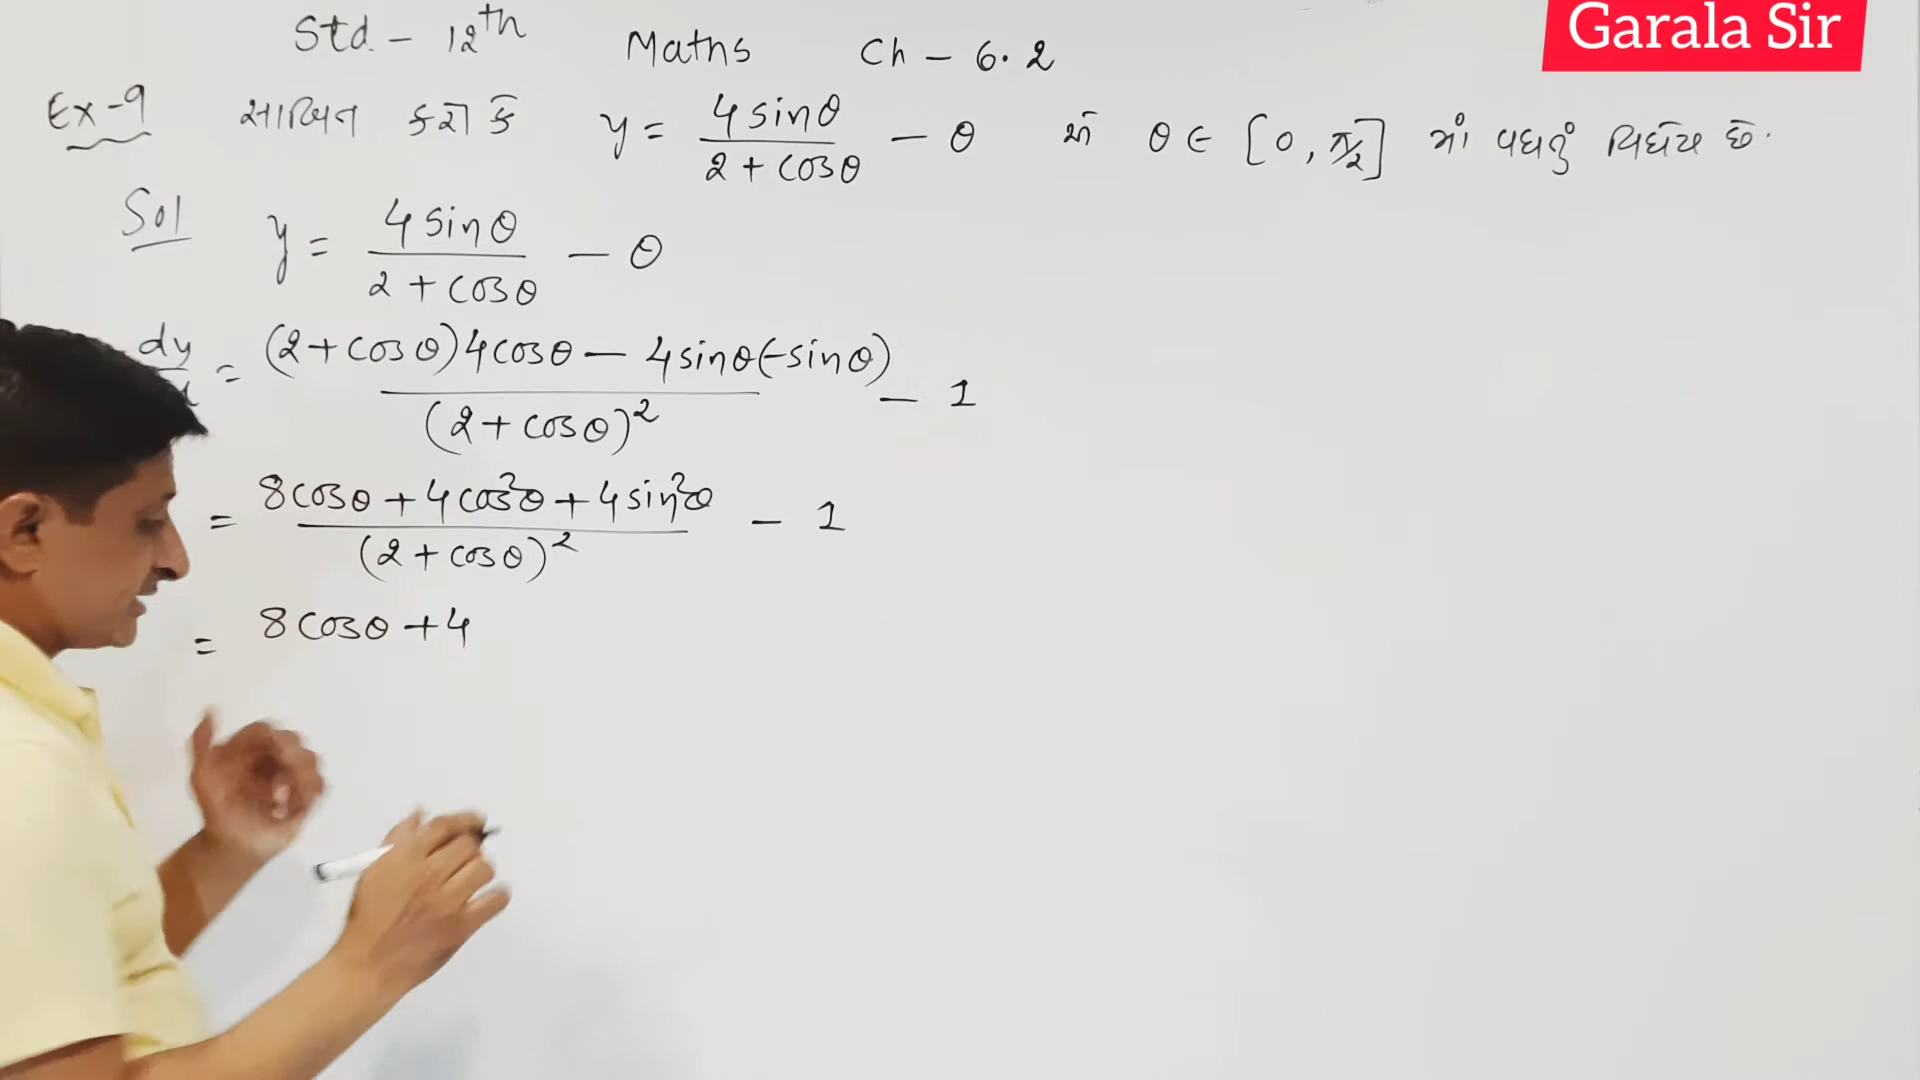 Std - 12th Maths Ch - 6.2
Garala Sir
Ex-9 સાબિત કરો કે y = 4sinθ / (2 + cosθ) - θ એ θ ∈ [0, π/2] માં વધતું વિધેય છે.
Sol y = 4sinθ / (2 + cosθ) - θ
dy = (2+cosθ)4cosθ - 4sinθ(-sinθ) / (2+cosθ)² - 1
= 8cosθ + 4cos²θ + 4sin²θ / (2+cosθ)² - 1
= 8cosθ + 4